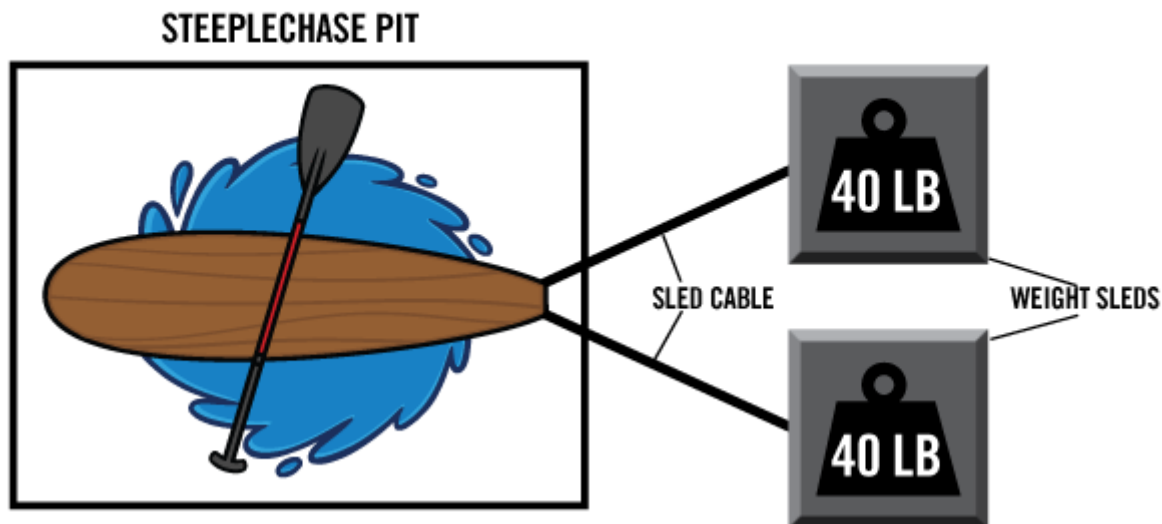 STEEPLECHASE PIT
40 LB
SLED CABLE
WEIGHT SLEDS
40 LB